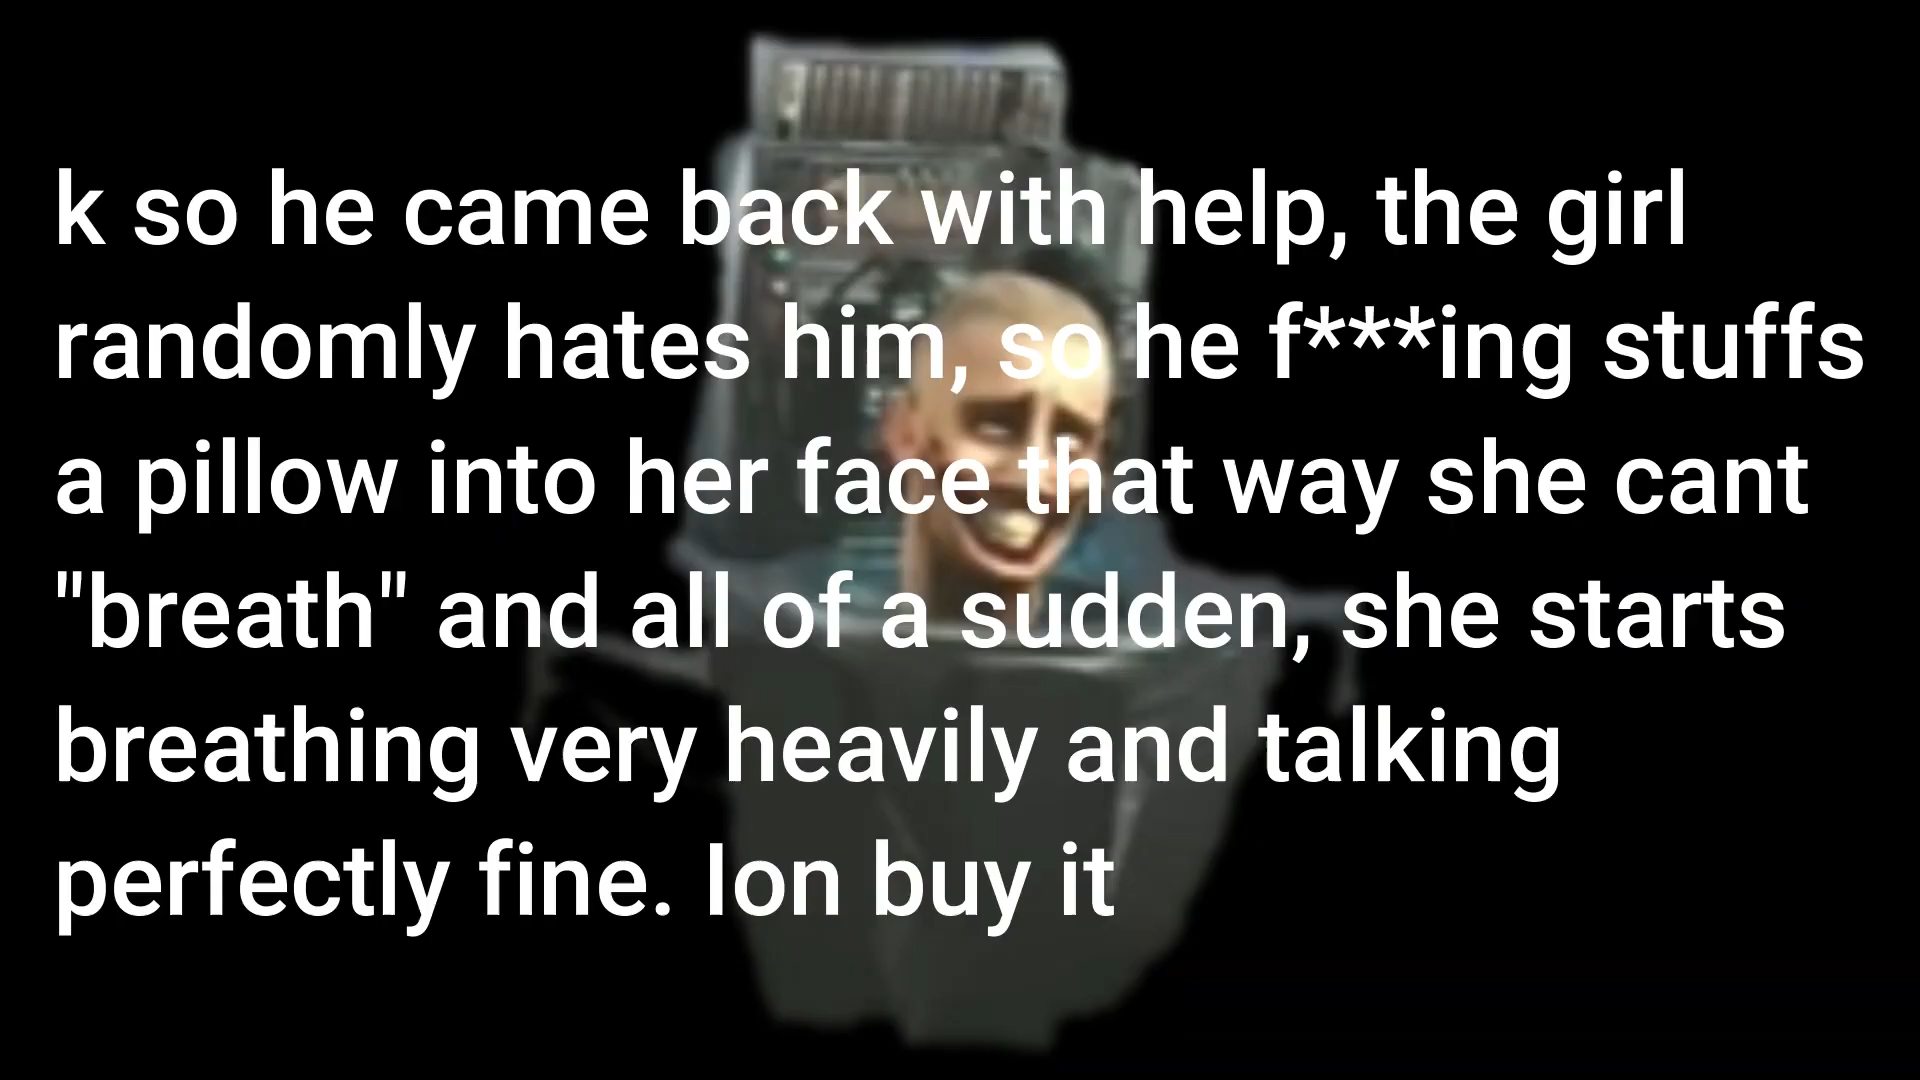 k so he came back with help, the girl
randomly hates him, so he f***ing stuffs
a pillow into her face that way she cant
"breath" and all of a sudden, she starts
breathing very heavily and talking
perfectly fine. Ion buy it